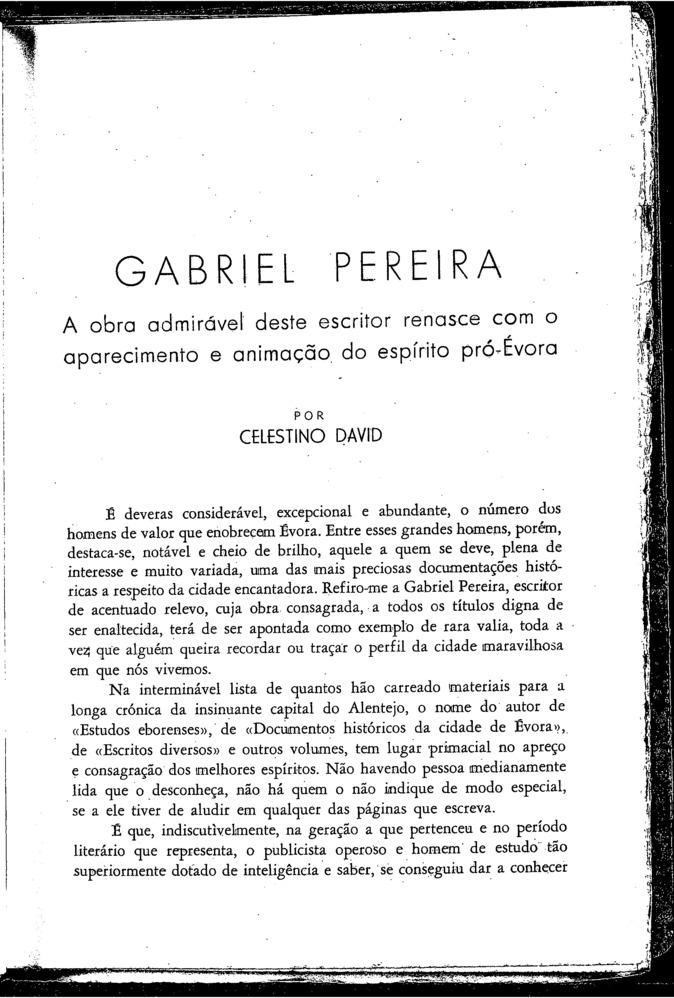 GABRIEL PEREIRA
A obra admirável deste escritor renasce com o
aparecimento e animação do espírito pró-Évora
POR
CELESTINO DAVID
É deveras considerável, excepcional e abundante, o número dos
homens de valor que enobrecem Évora. Entre esses grandes homens, porém,
destaca-se, notável e cheio de brilho, aquele a quem se deve, plena de
interesse e muito variada, uma das mais preciosas documentações histó-
ricas a respeito da cidade encantadora. Refiro-me a Gabriel Pereira, escritor
de acentuado relevo, cuja obra consagrada, a todos os títulos digna de
ser enaltecida, terá de ser apontada como exemplo de rara valia, toda a
vez que alguém queira recordar ou traçar o perfil da cidade maravilhosa
em que nós vivemos.
Na interminável lista de quantos hão carreado materiais para a
longa crónica da insinuante capital do Alentejo, o nome do autor de
«Estudos eborenses», de «Documentos históricos da cidade de Évora»,
de «Escritos diversos» e outros volumes, tem lugar primacial no apreço
e consagração dos melhores espíritos. Não havendo pessoa medianamente
lida que o desconheça, não há quem o não indique de modo especial,
se a ele tiver de aludir em qualquer das páginas que escreva.
É que, indiscutìvelmente, na geração a que pertenceu e no período
literário que representa, o publicista operoso e homem de estudo tão
superiormente dotado de inteligência e saber, se conseguiu dar a conhecer